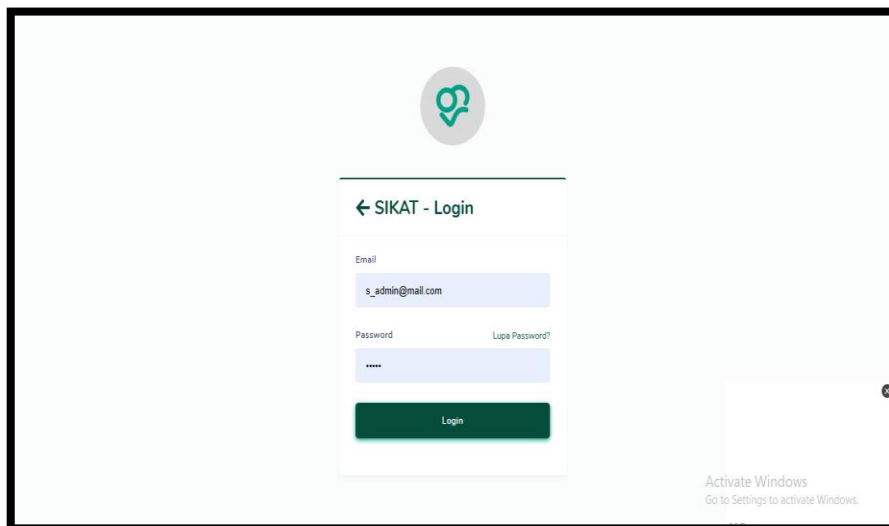 SIKAT - Login
Email
s_admin@mail.com
Password Lupa Password?
•••••
Login
Activate Windows
Go to Settings to activate Windows.